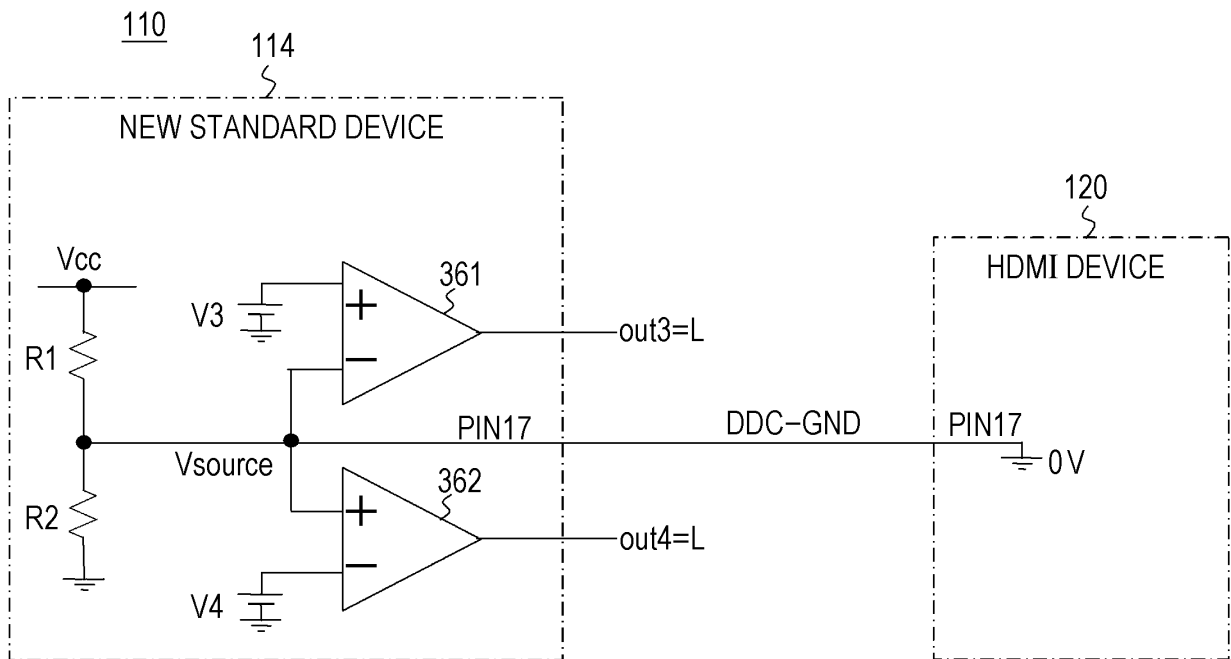 110
114
NEW STANDARD DEVICE
120
HDMI DEVICE
Vcc
361
V3
+
−
out3=L
R1
PIN17
DDC−GND
PIN17
Vsource
0V
362
R2
+
−
out4=L
V4